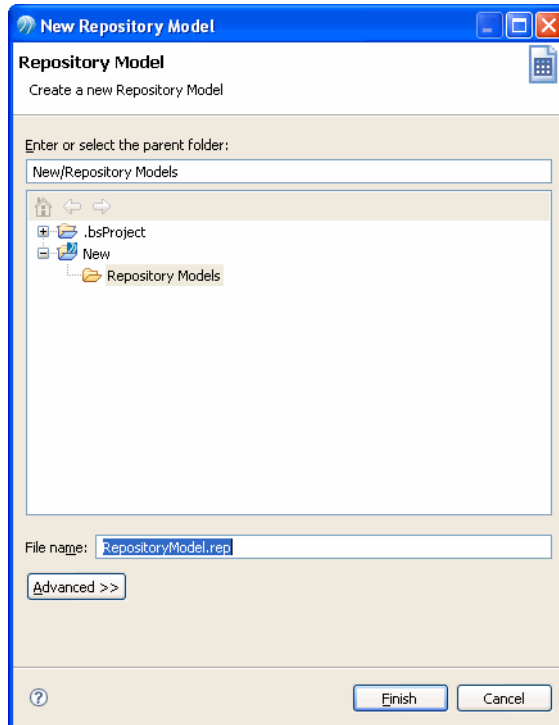 New Repository Model
Repository Model
Create a new Repository Model
Enter or select the parent folder:
New/Repository Models
.bsProject
New
Repository Models
File name: RepositoryModel.rep
Advanced >>
Finish Cancel